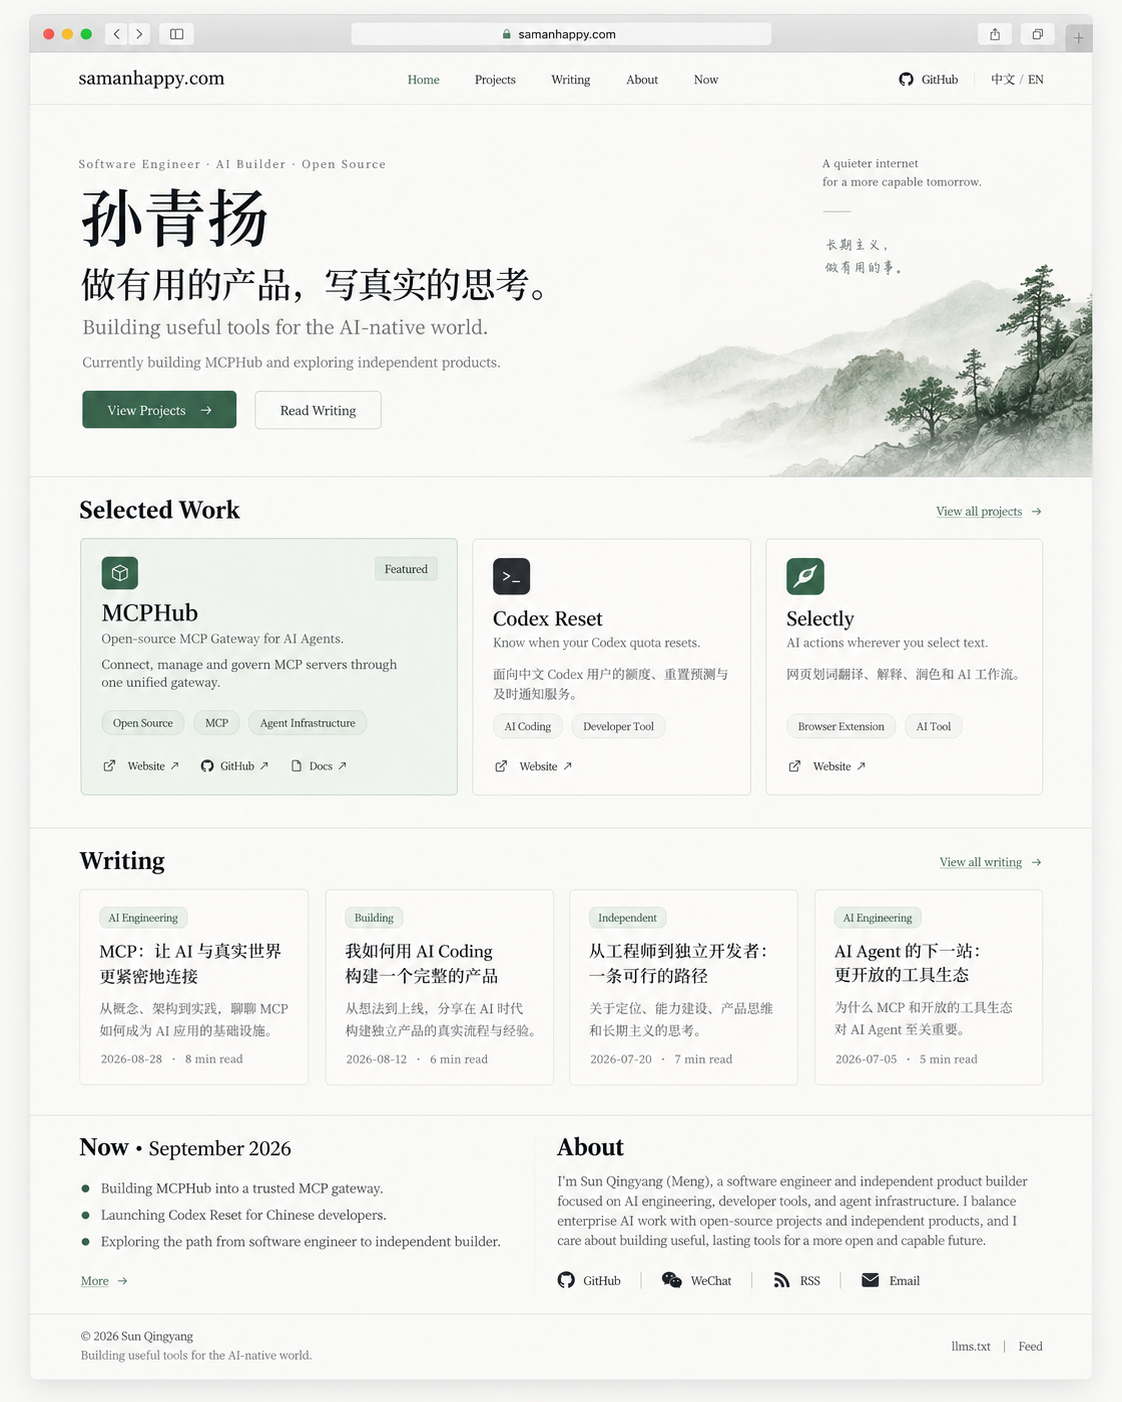 samanhappy.com
samanhappy.com
Home
Projects
Writing
About
Now
GitHub
中文 / EN
Software Engineer · AI Builder · Open Source
孙青扬
做有用的产品，写真实的思考。
Building useful tools for the AI-native world.
Currently building MCPHub and exploring independent products.
View Projects →
Read Writing
A quieter internet
for a more capable tomorrow.
长期主义，
做有用的事。
Selected Work
View all projects →
Featured
MCPHub
Open-source MCP Gateway for AI Agents.
Connect, manage and govern MCP servers through
one unified gateway.
Open Source
MCP
Agent Infrastructure
Website ↗
GitHub ↗
Docs ↗
>_
Codex Reset
Know when your Codex quota resets.
面向中文 Codex 用户的额度、重置预测与
及时通知服务。
AI Coding
Developer Tool
Website ↗
Selectly
AI actions wherever you select text.
网页划词翻译、解释、润色和 AI 工作流。
Browser Extension
AI Tool
Website ↗
Writing
View all writing →
AI Engineering
MCP：让 AI 与真实世界
更紧密地连接
从概念、架构到实践，聊聊 MCP
如何成为 AI 应用的基础设施。
2026-08-28 · 8 min read
Building
我如何用 AI Coding
构建一个完整的产品
从想法到上线，分享在 AI 时代
构建独立产品的真实流程与经验。
2026-08-12 · 6 min read
Independent
从工程师到独立开发者：
一条可行的路径
关于定位、能力建设、产品思维
和长期主义的思考。
2026-07-20 · 7 min read
AI Engineering
AI Agent 的下一站：
更开放的工具生态
为什么 MCP 和开放的工具生态
对 AI Agent 至关重要。
2026-07-05 · 5 min read
Now • September 2026
Building MCPHub into a trusted MCP gateway.
Launching Codex Reset for Chinese developers.
Exploring the path from software engineer to independent builder.
More →
About
I'm Sun Qingyang (Meng), a software engineer and independent product builder
focused on AI engineering, developer tools, and agent infrastructure. I balance
enterprise AI work with open-source projects and independent products, and I
care about building useful, lasting tools for a more open and capable future.
GitHub
WeChat
RSS
Email
© 2026 Sun Qingyang
Building useful tools for the AI-native world.
llms.txt
Feed